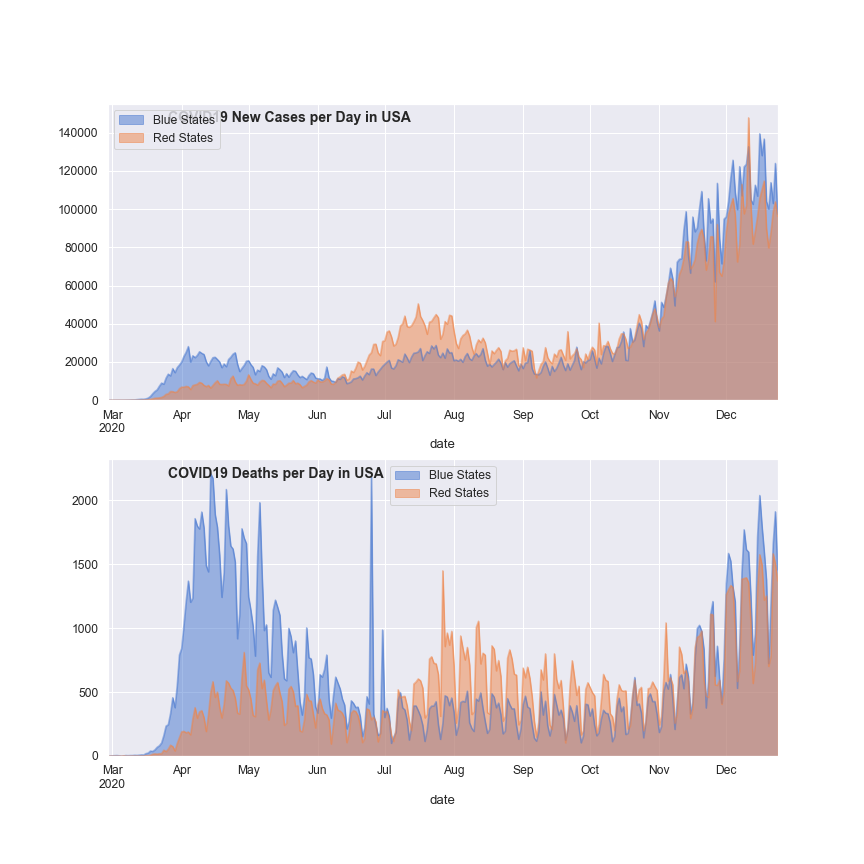 COVID19 New Cases per Day in USA
Blue States
Red States
140000
120000
100000
80000
60000
40000
20000
0
Mar Apr May Jun Jul Aug Sep Oct Nov Dec
2020
date
COVID19 Deaths per Day in USA
Blue States
Red States
2000
1500
1000
500
0
Mar Apr May Jun Jul Aug Sep Oct Nov Dec
2020
date